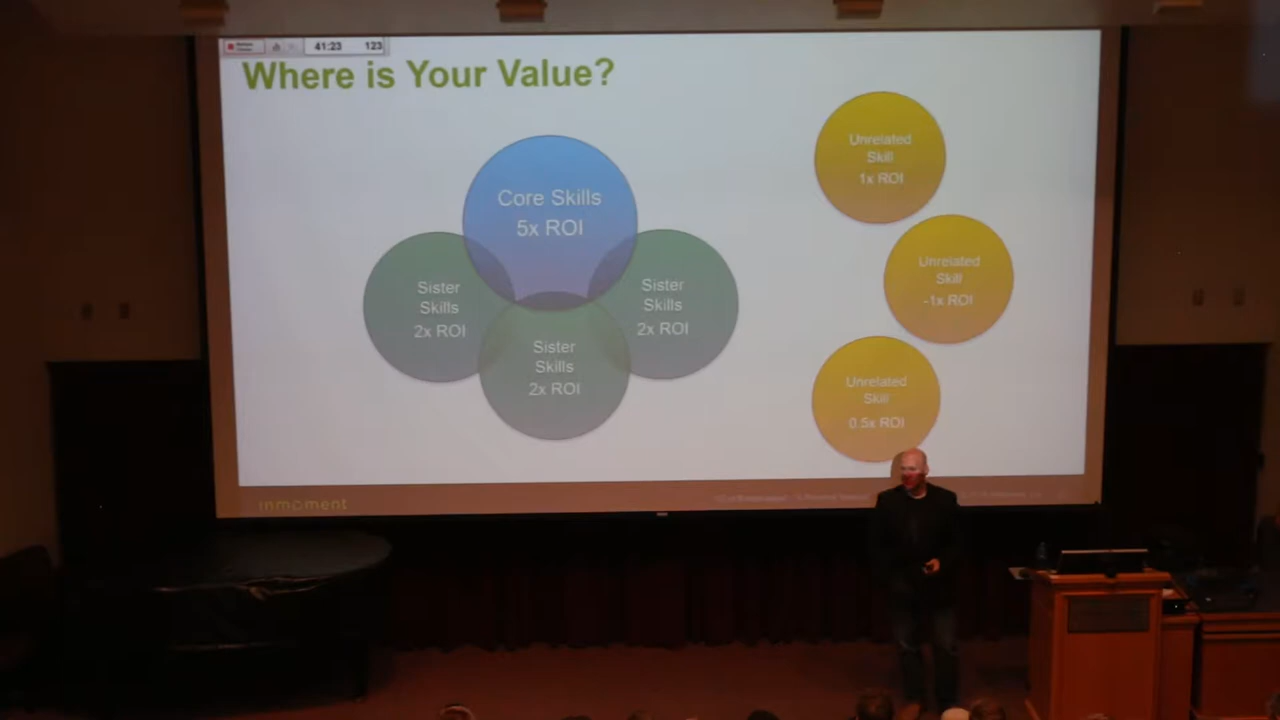 41:23 123
Where is Your Value?
Core Skills
5x ROI
Sister
Skills
2x ROI
Sister
Skills
2x ROI
Sister
Skills
2x ROI
Unrelated
Skill
1x ROI
Unrelated
Skill
-1x ROI
Unrelated
Skill
0.5x ROI
inmoment